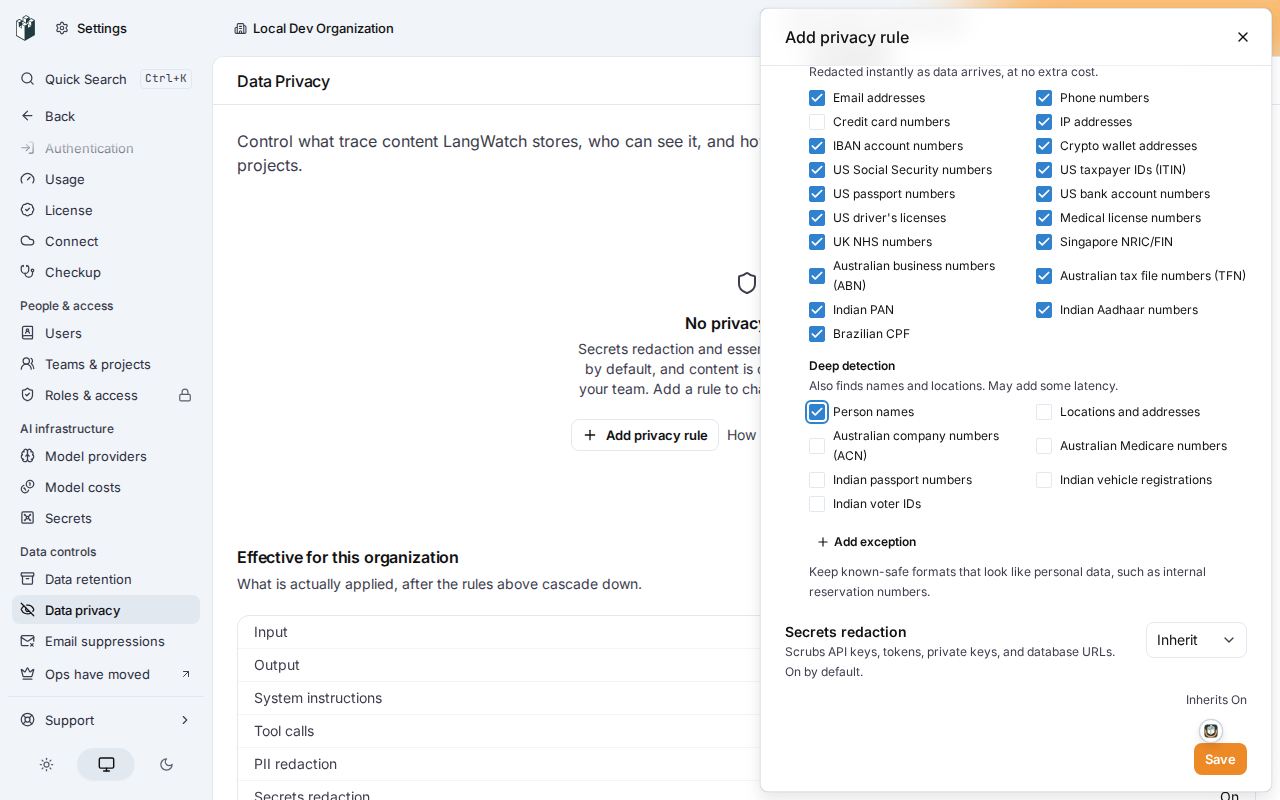 Settings
Local Dev Organization
Quick Search
Ctrl+K
Back
Authentication
Usage
License
Connect
Checkup
People & access
Users
Teams & projects
Roles & access
AI infrastructure
Model providers
Model costs
Secrets
Data controls
Data retention
Data privacy
Email suppressions
Ops have moved
Support
Data Privacy
Control what trace content LangWatch stores, who can see it, and ho
projects.
No privac
Secrets redaction and esse
by default, and content is
your team. Add a rule to ch
Add privacy rule
How
Effective for this organization
What is actually applied, after the rules above cascade down.
Input
Output
System instructions
Tool calls
PII redaction
Secrets redaction
On
Add privacy rule
Redacted instantly as data arrives, at no extra cost.
Email addresses
Phone numbers
Credit card numbers
IP addresses
IBAN account numbers
Crypto wallet addresses
US Social Security numbers
US taxpayer IDs (ITIN)
US passport numbers
US bank account numbers
US driver's licenses
Medical license numbers
UK NHS numbers
Singapore NRIC/FIN
Australian business numbers
(ABN)
Australian tax file numbers (TFN)
Indian PAN
Indian Aadhaar numbers
Brazilian CPF
Deep detection
Also finds names and locations. May add some latency.
Person names
Locations and addresses
Australian company numbers
(ACN)
Australian Medicare numbers
Indian passport numbers
Indian vehicle registrations
Indian voter IDs
Add exception
Keep known-safe formats that look like personal data, such as internal
reservation numbers.
Secrets redaction
Scrubs API keys, tokens, private keys, and database URLs.
On by default.
Inherit
Inherits On
Save